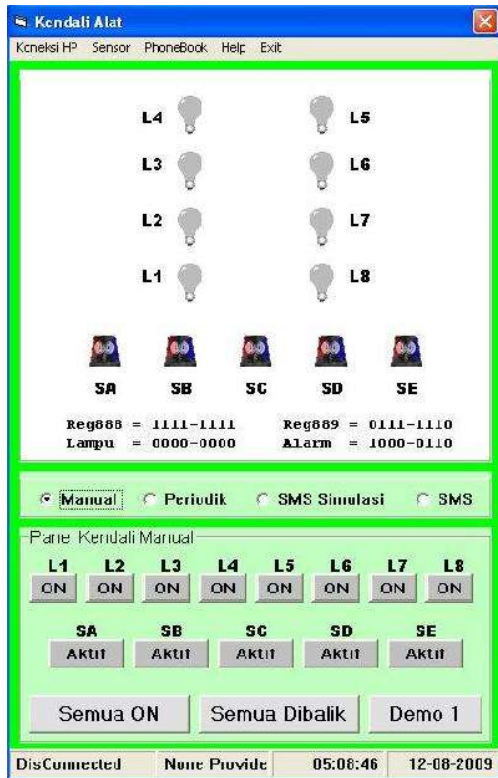 Kendali Alat
Koneksi HP Sensor PhoneBook Help Exit
L4 L5
L3 L6
L2 L7
L1 L8
SA SB SC SD SE
Reg888 = 1111-1111 Reg889 = 0111-1110
Lampu = 0000-0000 Alarm = 1000-0110
Manual Periodik SMS Simulasi SMS
Panel Kendali Manual
L1 L2 L3 L4 L5 L6 L7 L8
ON ON ON ON ON ON ON ON
SA SB SC SD SE
Aktif Aktif Aktif Aktif Aktif
Semua ON Semua Dibalik Demo 1
DisConnected None Provide 05:08:46 12-08-2009